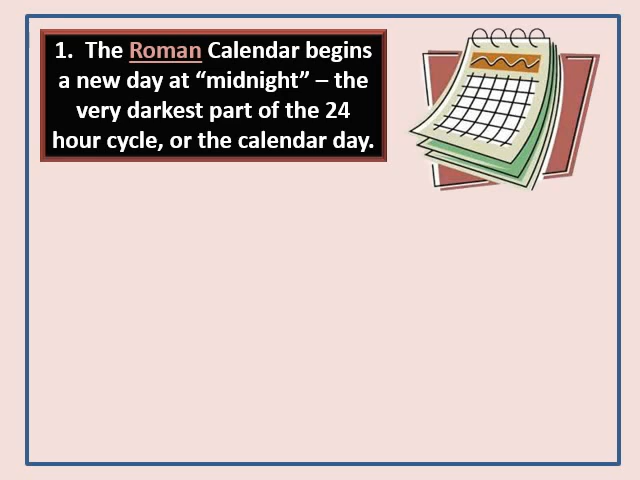 1.  The Roman Calendar begins
a new day at “midnight” – the
very darkest part of the 24
hour cycle, or the calendar day.